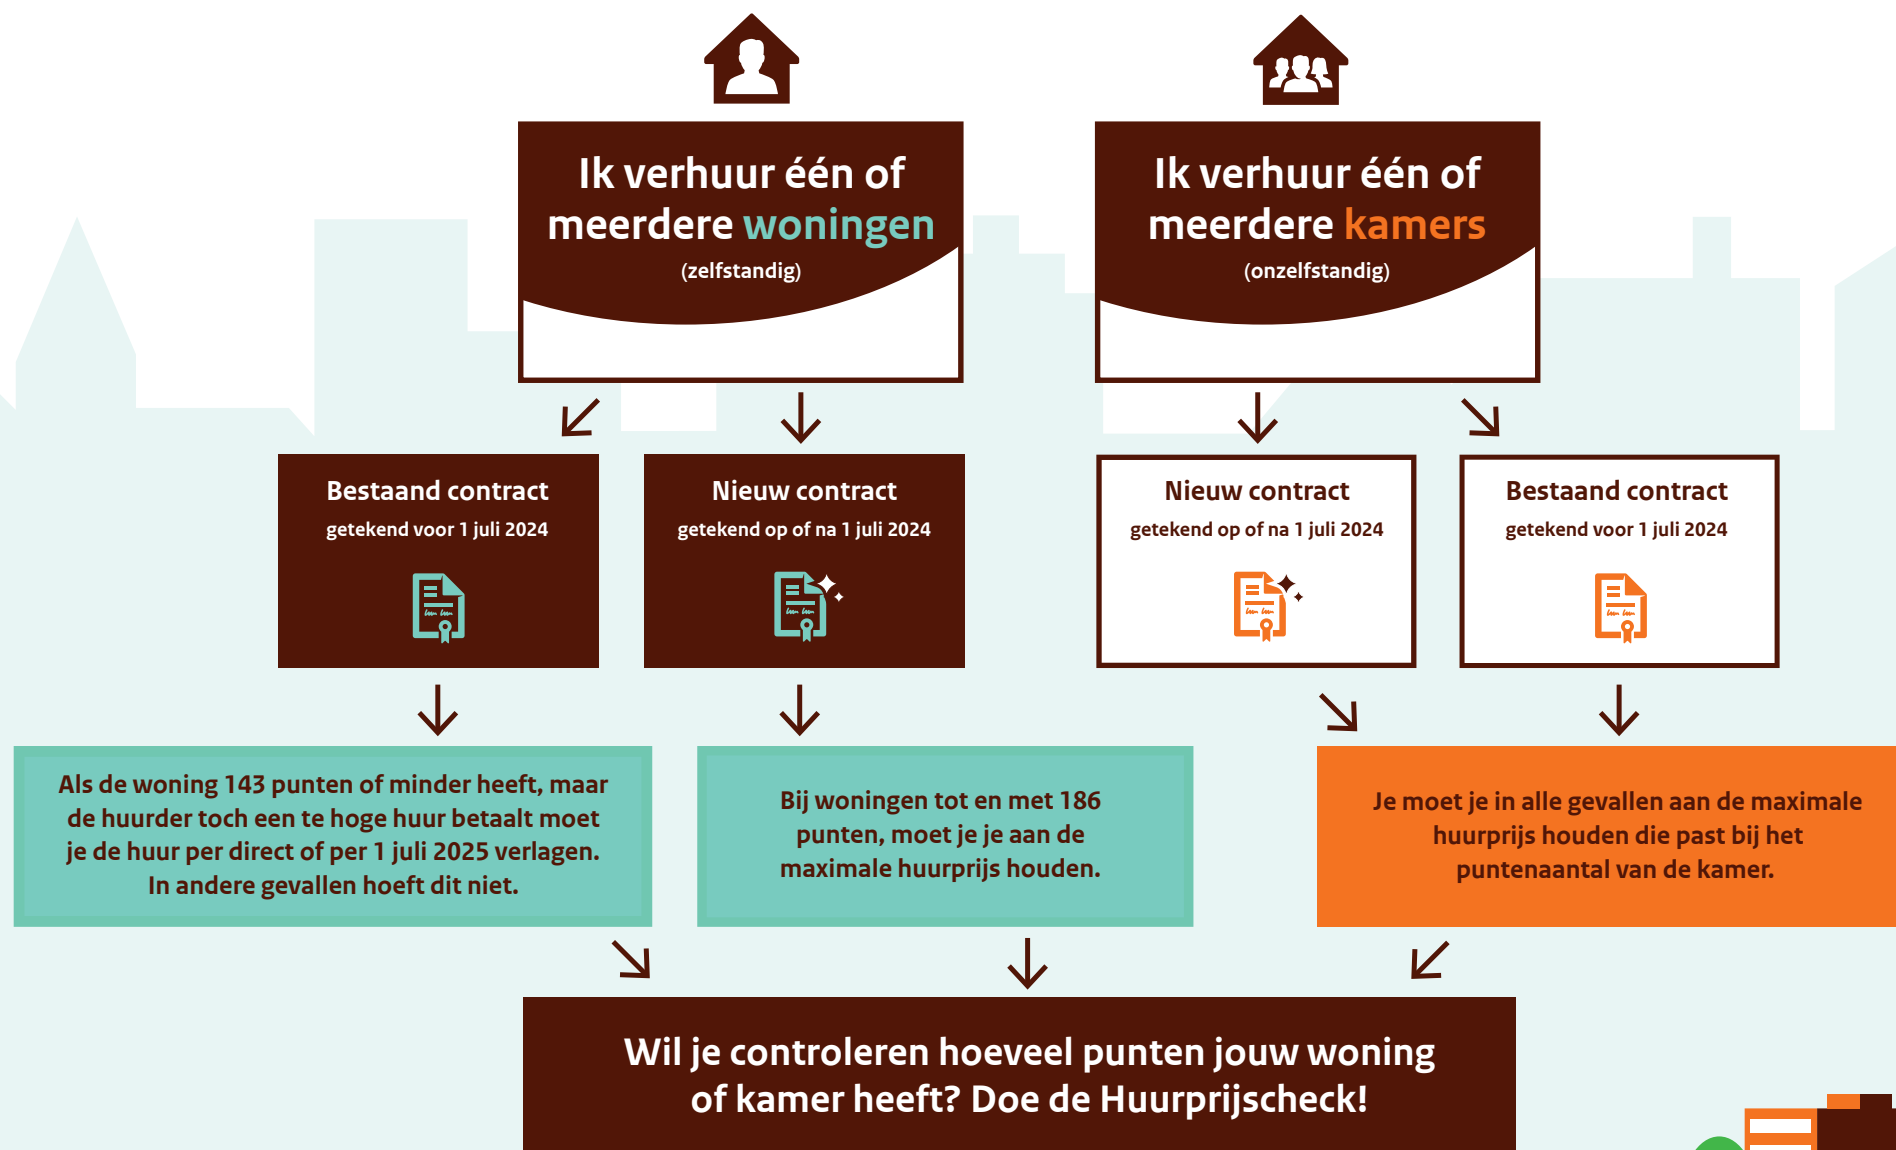 Ik verhuur één of
meerdere woningen
(zelfstandig)
Ik verhuur één of
meerdere kamers
(onzelfstandig)
Bestaand contract
getekend voor 1 juli 2024
Nieuw contract
getekend op of na 1 juli 2024
Nieuw contract
getekend op of na 1 juli 2024
Bestaand contract
getekend voor 1 juli 2024
Als de woning 143 punten of minder heeft, maar
de huurder toch een te hoge huur betaalt moet
je de huur per direct of per 1 juli 2025 verlagen.
In andere gevallen hoeft dit niet.
Bij woningen tot en met 186
punten, moet je je aan de
maximale huurprijs houden.
Je moet je in alle gevallen aan de maximale
huurprijs houden die past bij het
puntenaantal van de kamer.
Wil je controleren hoeveel punten jouw woning
of kamer heeft? Doe de Huurprijscheck!